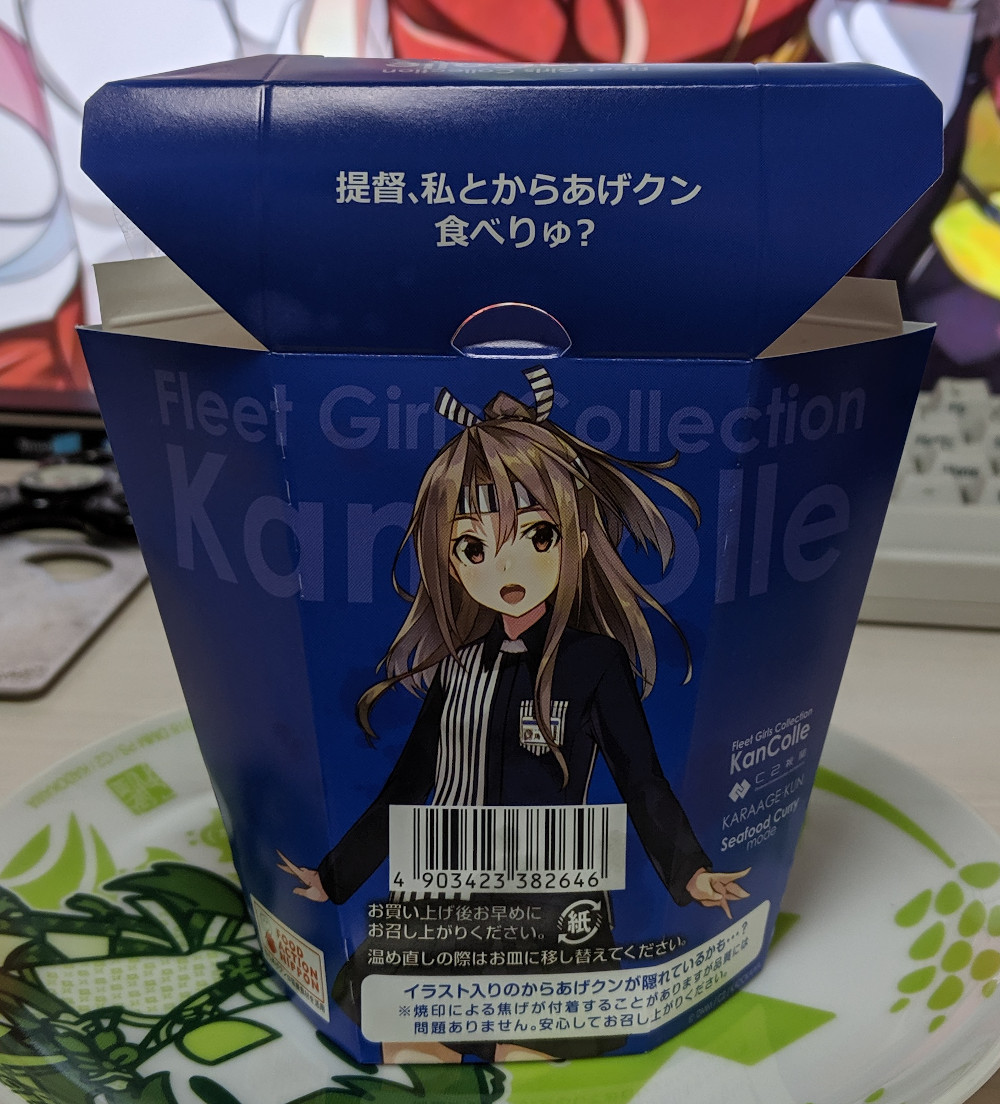 Fleet Girls Collection
提督、私とからあげクン
食べりゅ?
Fleet Girls Collection
KanColle
Fleet Girls Collection
KanColle
KARAAGE-KUN
Seafood Curry
mode
4 903423 382646
お買い上げ後お早めに
お召し上がりください。
紙
温め直しの際はお皿に移し替えてください。
FOOD
ACTION
NIPPON
イラスト入りのからあげクンが隠れているかも…?
※焼印による焦げが付着することがありますが品質には
問題ありません。安心してお召し上がりください。